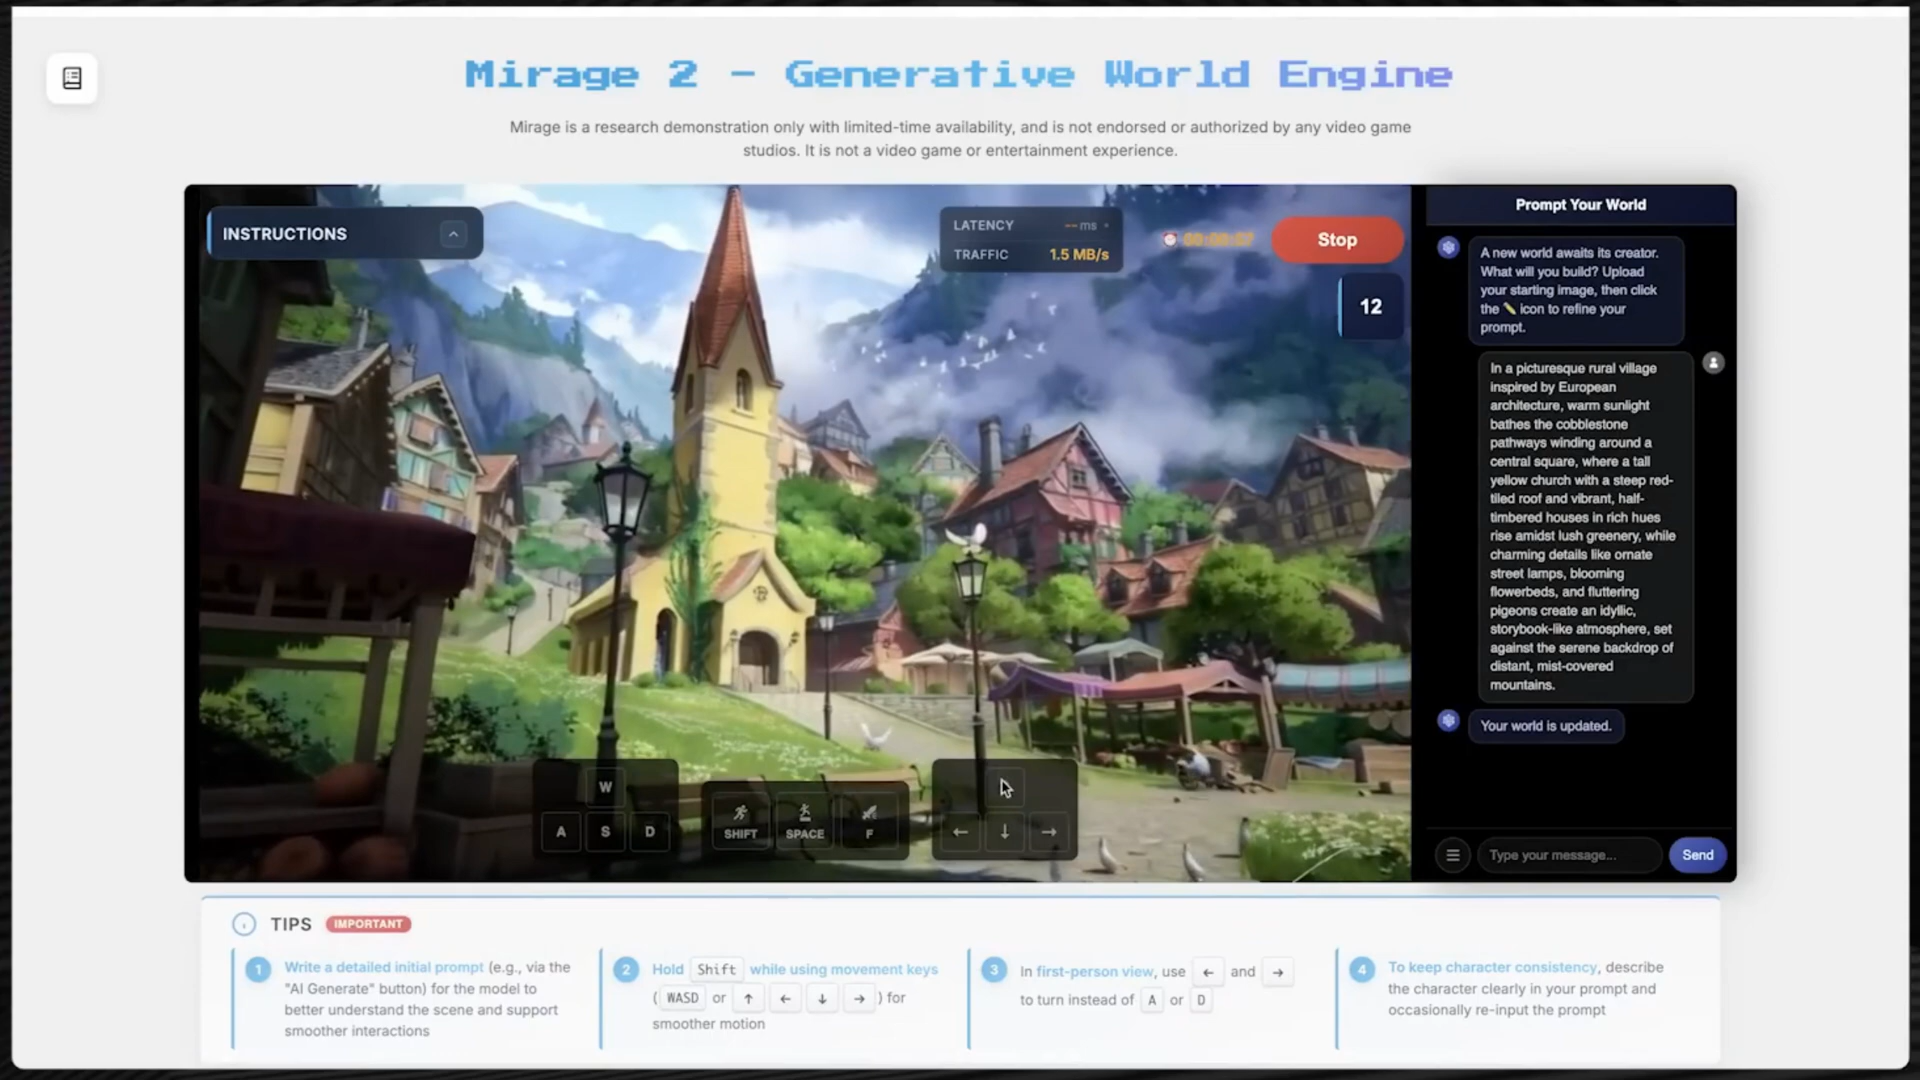 Mirage 2 - Generative World Engine
Mirage is a research demonstration only with limited-time availability, and is not endorsed or authorized by any video game
studios. It is not a video game or entertainment experience.
INSTRUCTIONS
LATENCY -- ms
TRAFFIC 1.5 MB/s
Stop
12
W
A S D
SHIFT SPACE F
← ↓ →
Prompt Your World
A new world awaits its creator.
What will you build? Upload
your starting image, then click
the ✏️ icon to refine your
prompt.
In a picturesque rural village
inspired by European
architecture, warm sunlight
bathes the cobblestone
pathways winding around a
central square, where a tall
yellow church with a steep red-
tiled roof and vibrant, half-
timbered houses in rich hues
rise amidst lush greenery, while
charming details like ornate
street lamps, blooming
flowerbeds, and fluttering
pigeons create an idyllic,
storybook-like atmosphere, set
against the serene backdrop of
distant, mist-covered
mountains.
Your world is updated.
Type your message...
Send
TIPS IMPORTANT
1 Write a detailed initial prompt (e.g., via the
"AI Generate" button) for the model to
better understand the scene and support
smoother interactions
2 Hold Shift while using movement keys
( WASD or ↑ ← ↓ → ) for
smoother motion
3 In first-person view, use ← and →
to turn instead of A or D
4 To keep character consistency, describe
the character clearly in your prompt and
occasionally re-input the prompt